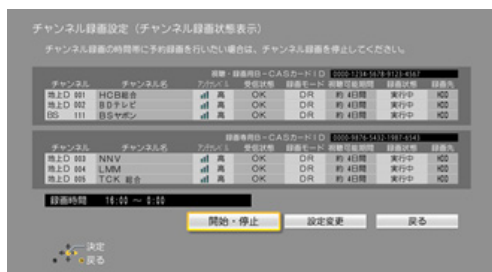 チャンネル録画設定（チャンネル録画状態表示）
チャンネル録画の時間帯に予約録画を行いたい場合は、チャンネル録画を停止してください。
視聴・録画用B-CASカードID 0000-1234-5678-9123-4567
チャンネル チャンネル名 アンテナレベル 受信状態 録画モード 視聴可能期間 録画状態 録画先
地上D 001 HCB総合 高 OK DR 約 4日間 実行中 HDD
地上D 002 BDテレビ 高 OK DR 約 4日間 実行中 HDD
BS 111 BSヤポン 高 OK DR 約 4日間 実行中 HDD
録画専用B-CASカードID 0000-9876-5432-1987-6543
チャンネル チャンネル名 アンテナレベル 受信状態 録画モード 視聴可能期間 録画状態 録画先
地上D 003 NNV 高 OK DR 約 4日間 実行中 HDD
地上D 004 LMM 高 OK DR 約 4日間 実行中 HDD
地上D 005 TCK 総合 高 OK DR 約 4日間 実行中 HDD
録画時間 16:00 ～ 0:00
開始・停止 設定変更 戻る
決定
戻る